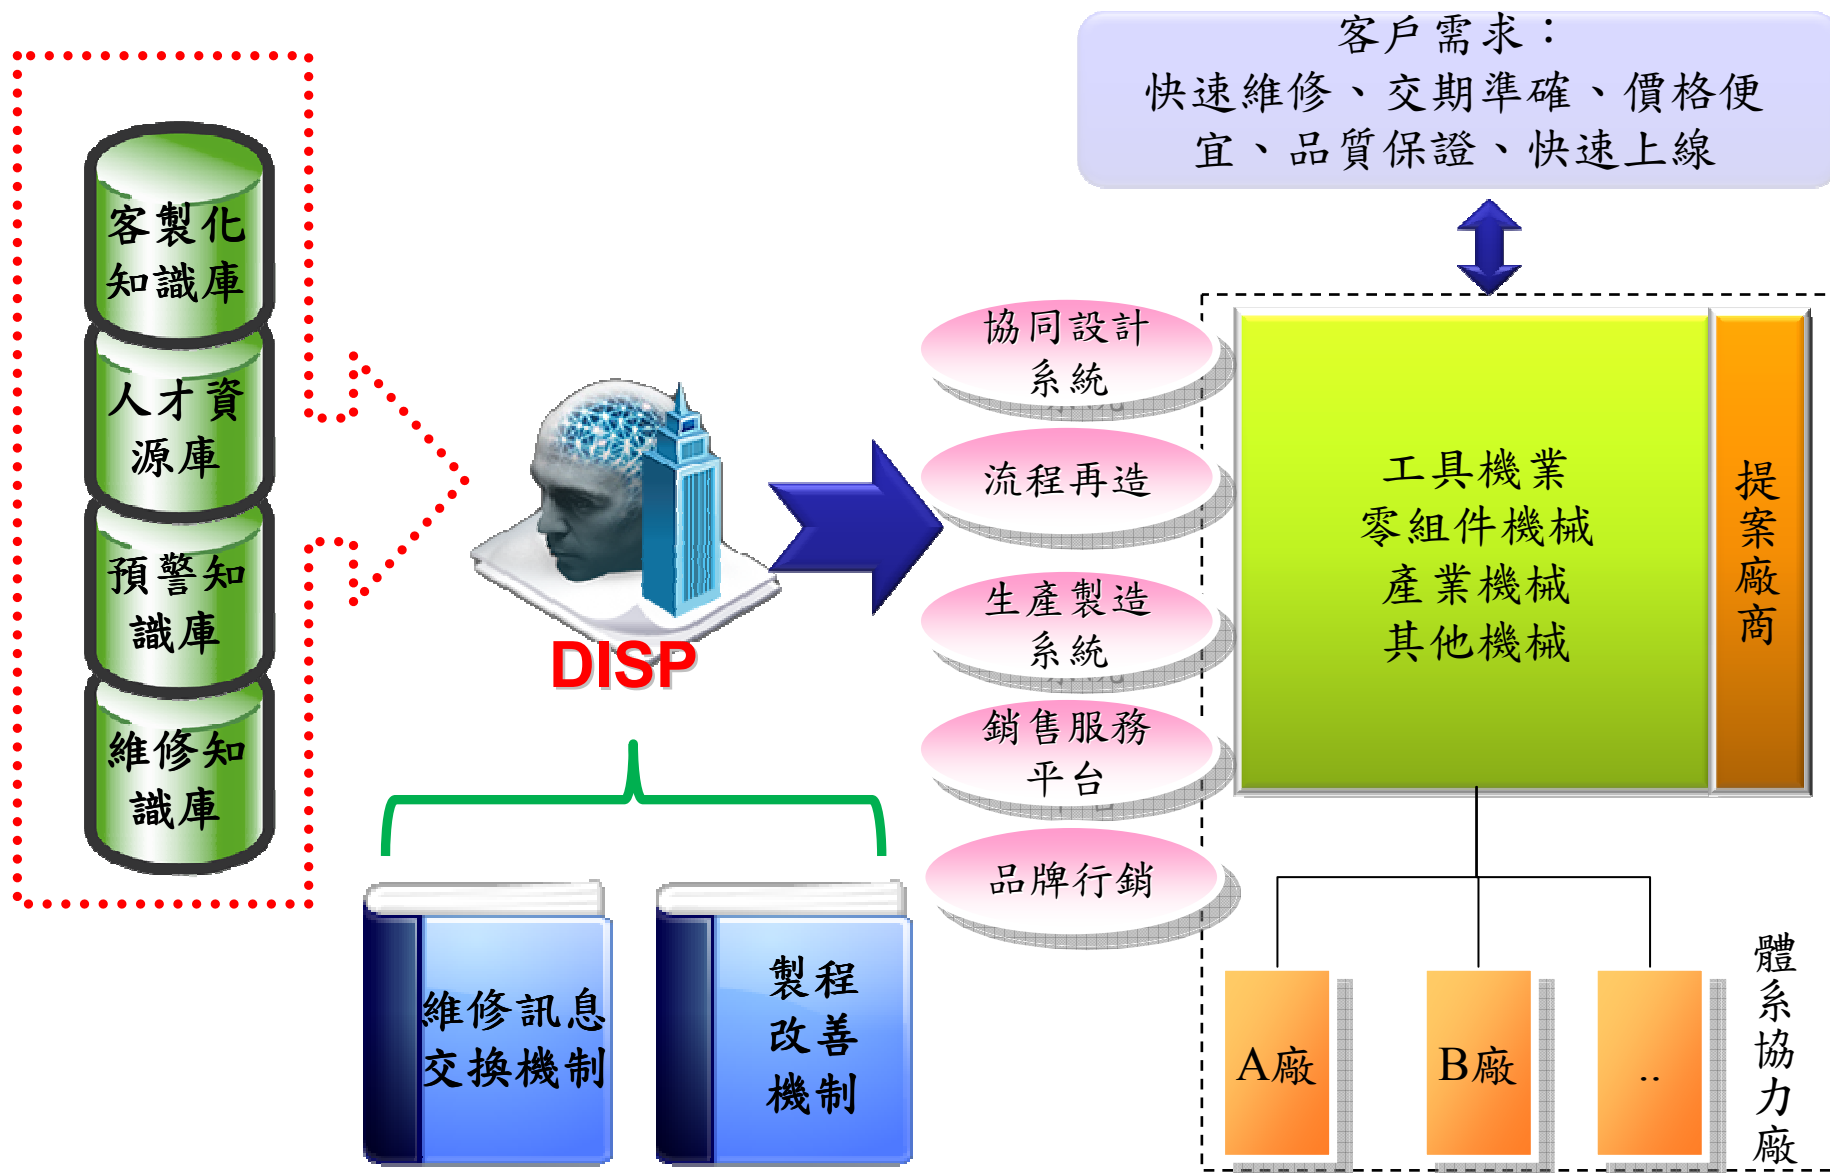 客戶需求：
快速維修、交期準確、價格便
宜、品質保證、快速上線
客製化
知識庫
人才資
源庫
預警知
識庫
維修知
識庫
DISP
維修訊息
交換機制
製程
改善
機制
協同設計
系統
流程再造
生產製造
系統
銷售服務
平台
品牌行銷
工具機業
零組件機械
產業機械
其他機械
提案廠商
A廠
B廠
..
體系協力廠